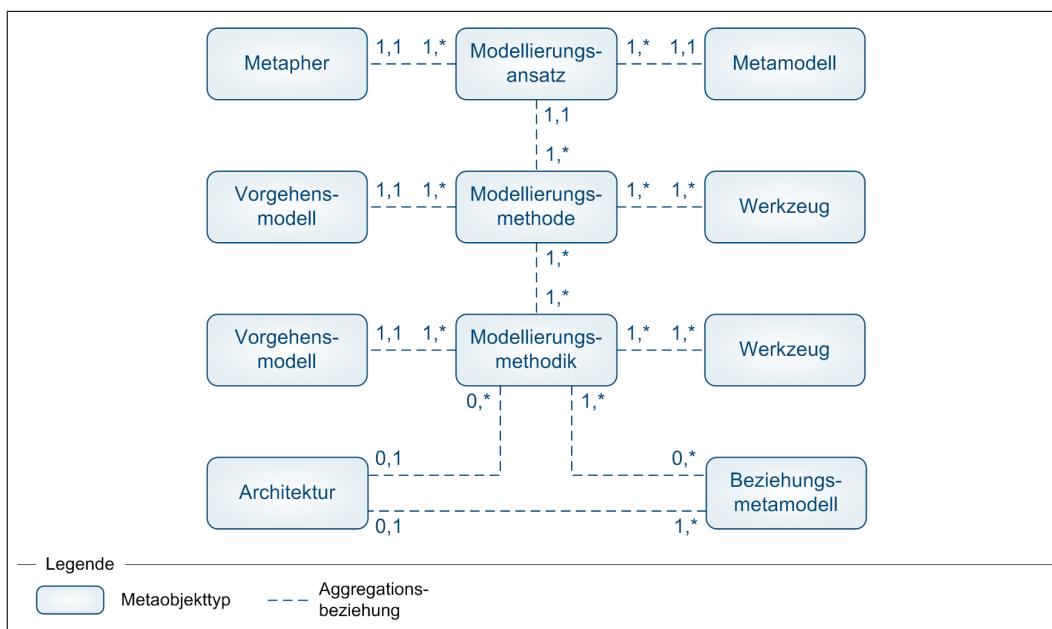 Metapher
1,1
1,*
Modellierungs-
ansatz
1,*
1,1
Metamodell
1,1
1,*
Vorgehens-
modell
1,1
1,*
Modellierungs-
methode
1,*
1,*
Werkzeug
1,*
1,*
Vorgehens-
modell
1,1
1,*
Modellierungs-
methodik
1,*
1,*
Werkzeug
0,*
1,*
Architektur
0,1
0,*
Beziehungs-
metamodell
0,1
1,*
Legende
Metaobjekttyp
Aggregations-
beziehung